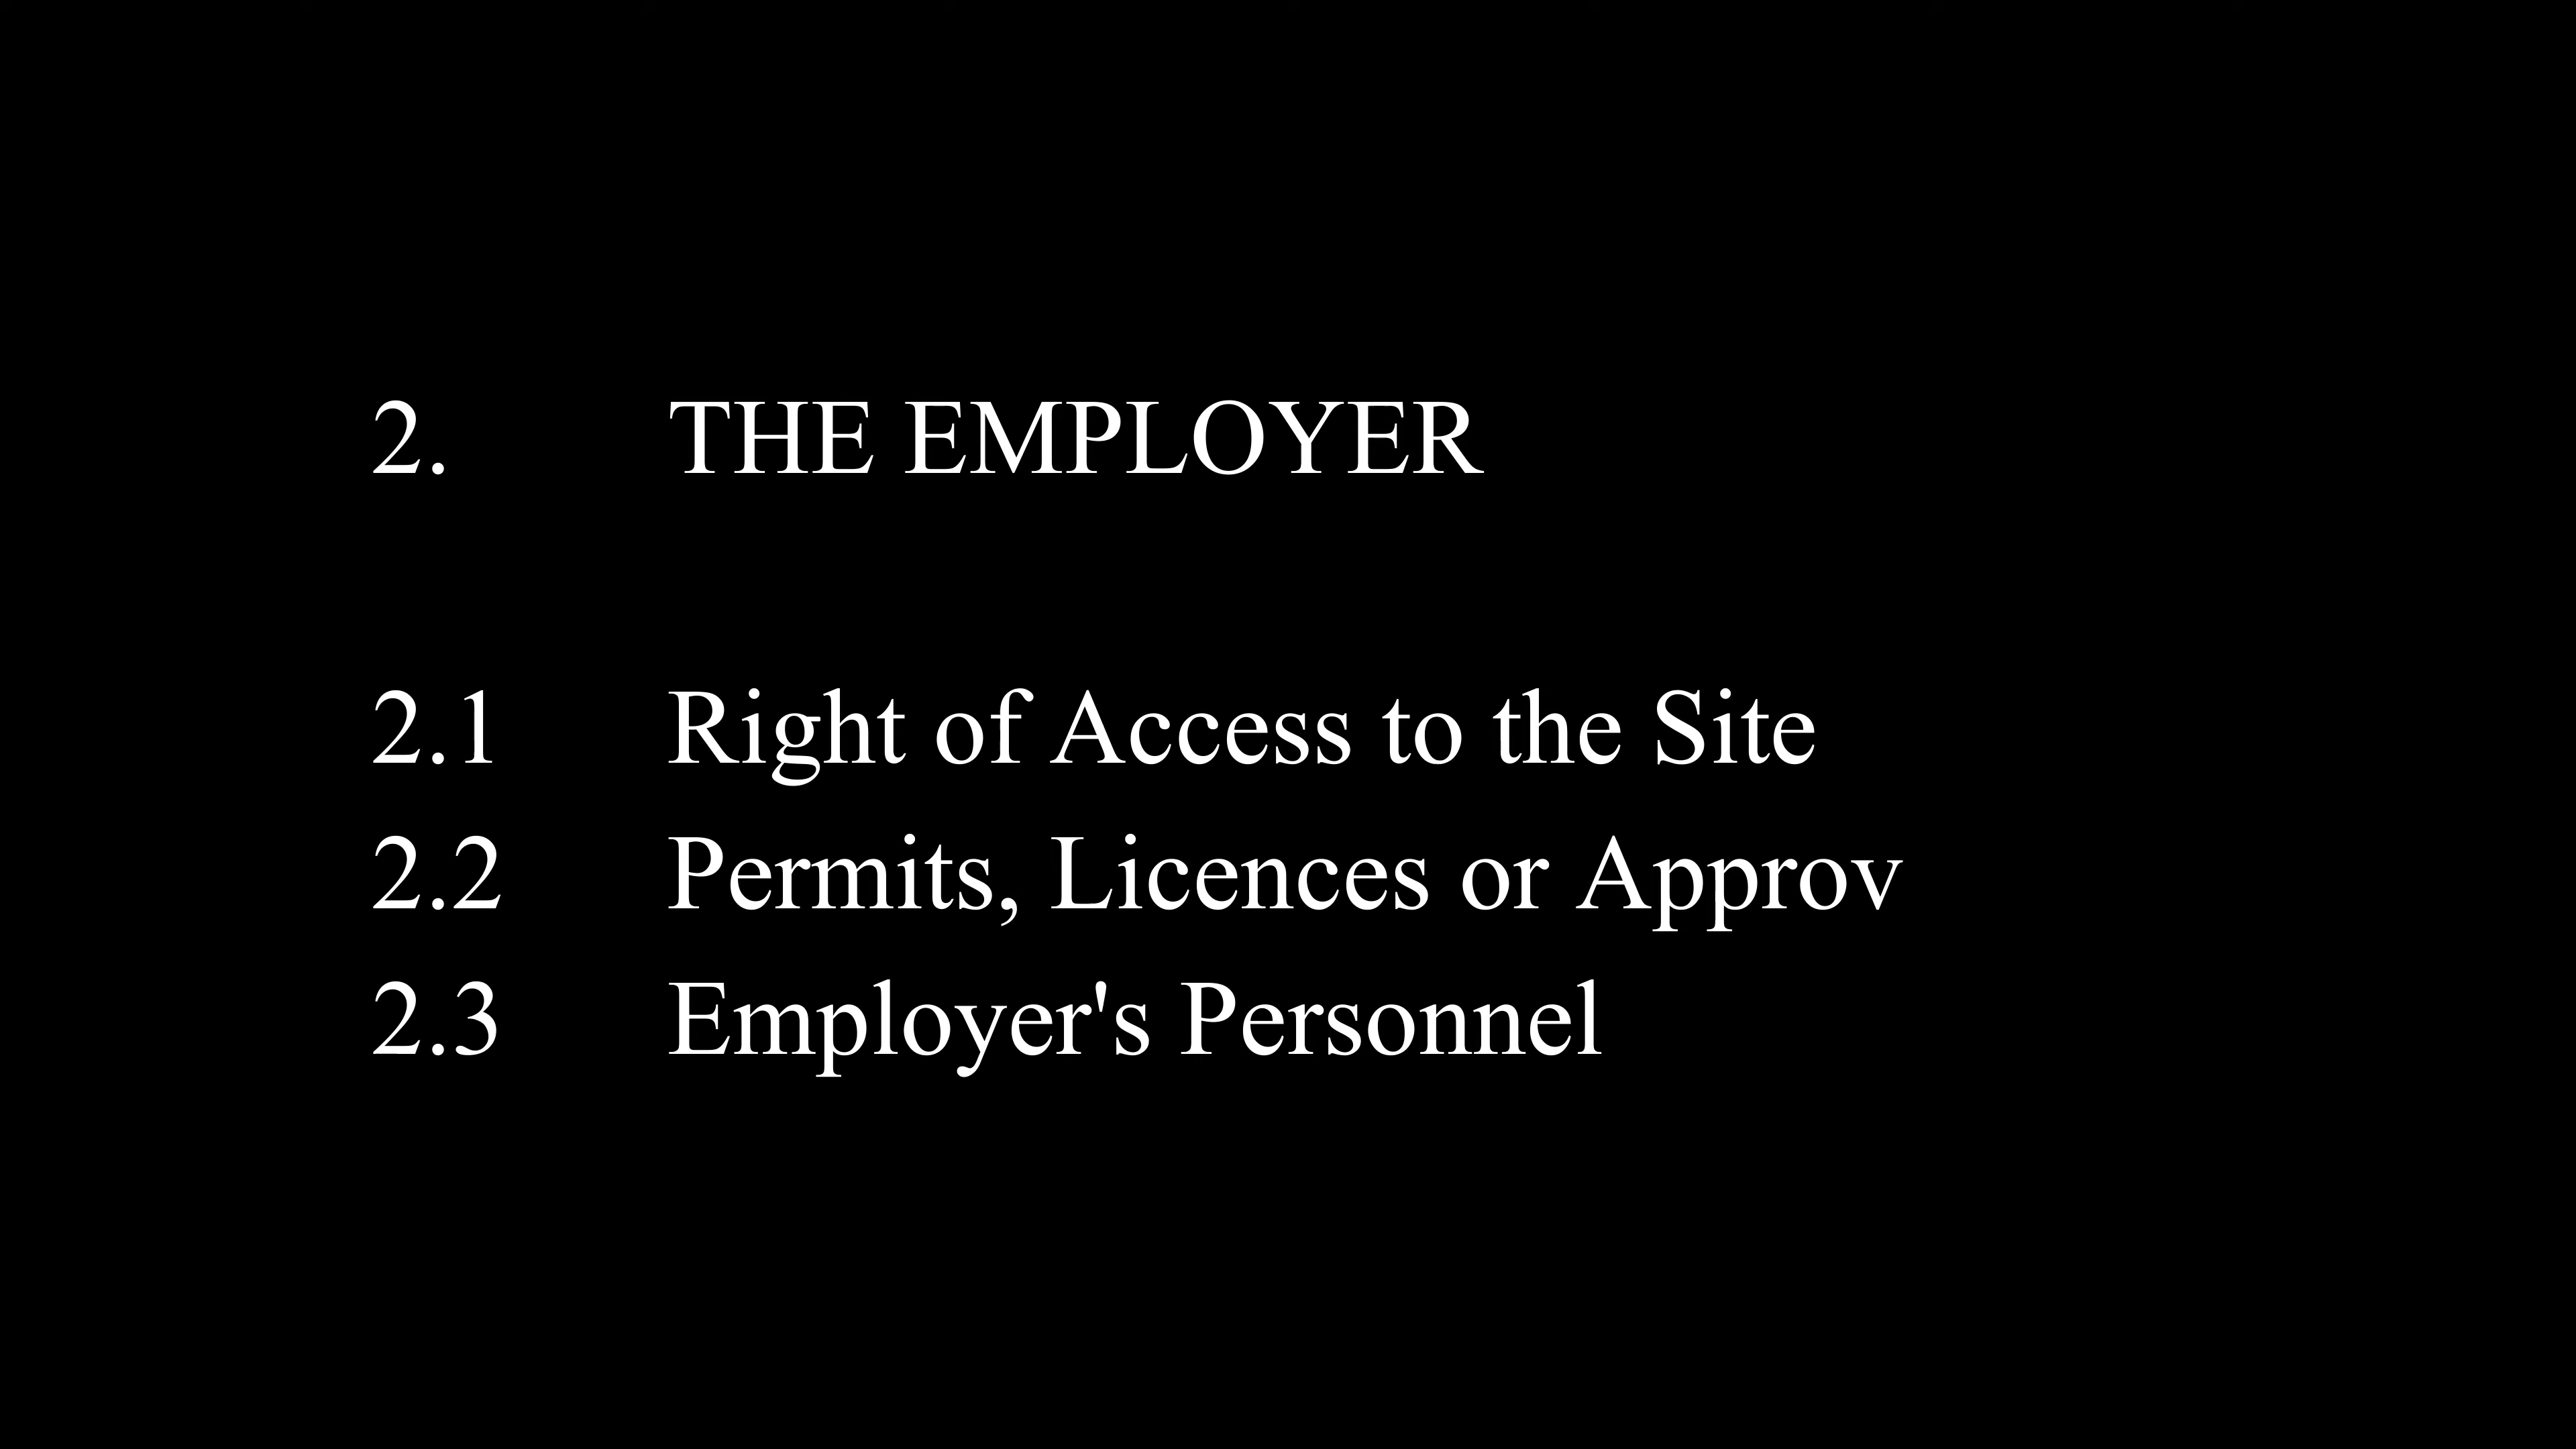 2. THE EMPLOYER
2.1 Right of Access to the Site
2.2 Permits, Licences or Approv
2.3 Employer's Personnel